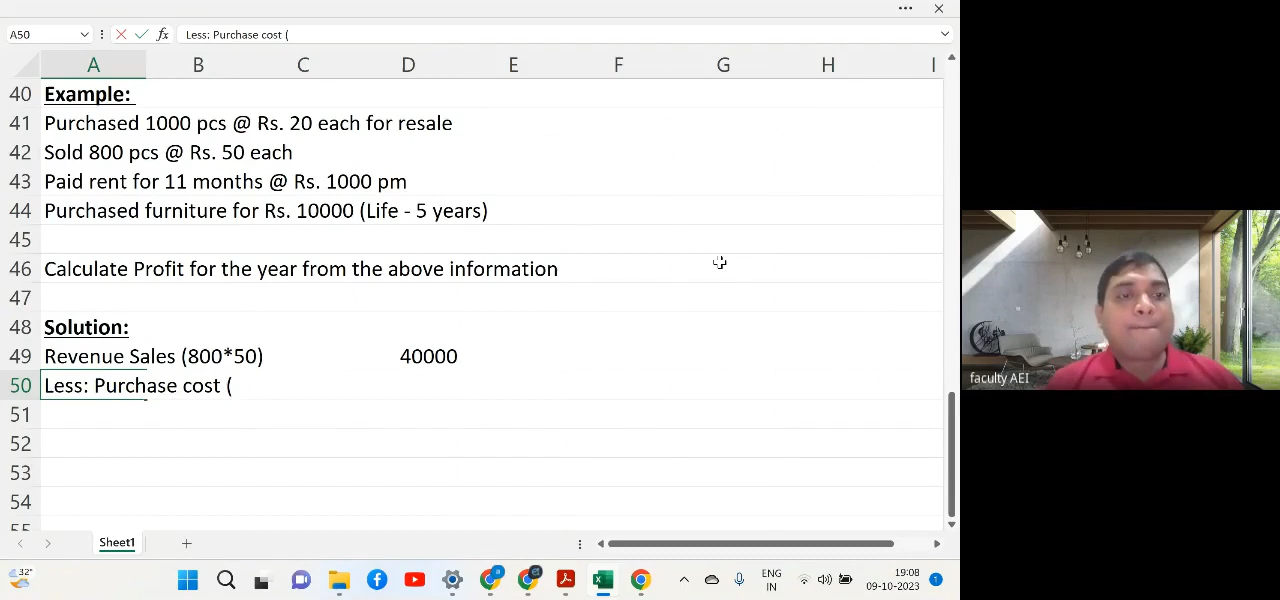 A50
fx
Less: Purchase cost (
A B C D E F G H I
40 Example:
41 Purchased 1000 pcs @ Rs. 20 each for resale
42 Sold 800 pcs @ Rs. 50 each
43 Paid rent for 11 months @ Rs. 1000 pm
44 Purchased furniture for Rs. 10000 (Life - 5 years)
45
46 Calculate Profit for the year from the above information
47
48 Solution:
49 Revenue Sales (800*50) 40000
50 Less: Purchase cost (
51
52
53
54
55
faculty AEI
Sheet1
32°
ENG
IN
19:08
09-10-2023
1